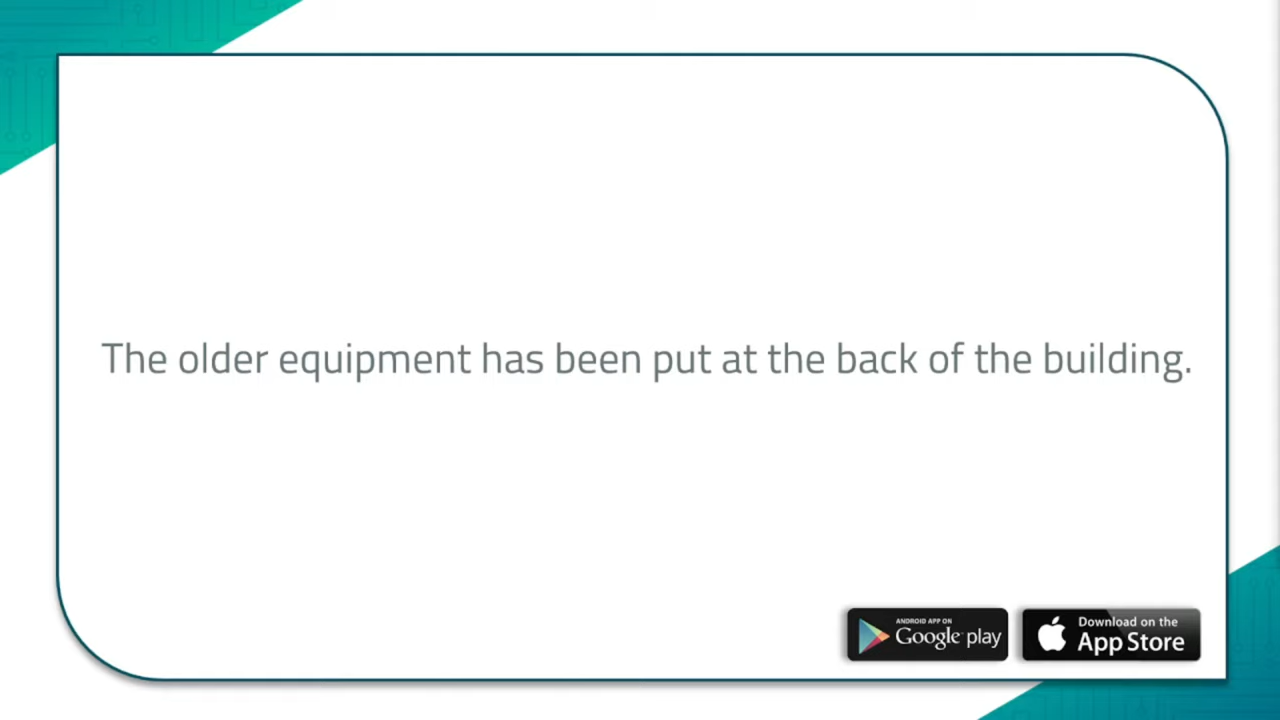 The older equipment has been put at the back of the building.
ANDROID APP ON
Google play
Download on the
App Store